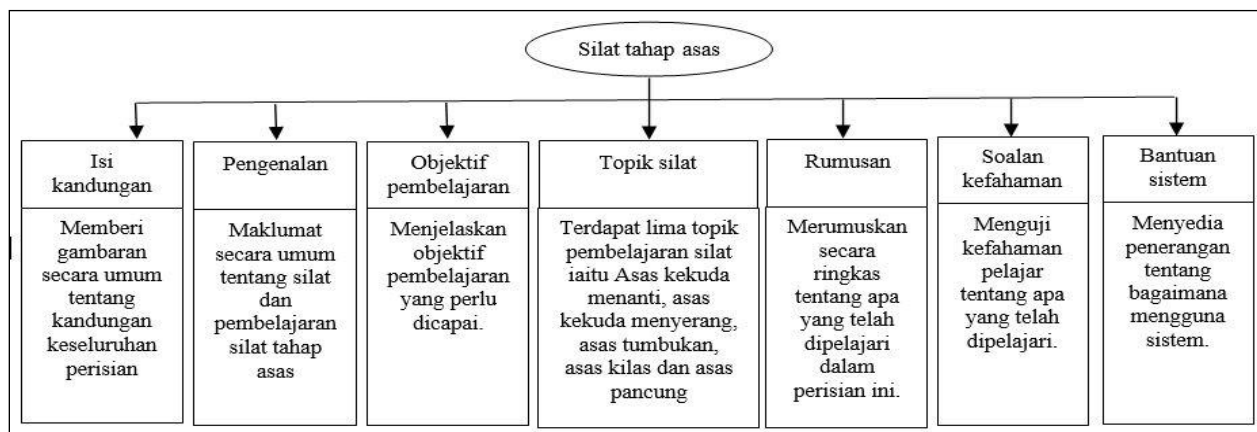 Silat tahap asas
Isi
kandungan
Memberi
gambaran
secara umum
tentang
kandungan
keseluruhan
perisian
Pengenalan
Maklumat
secara umum
tentang silat
dan
pembelajaran
silat tahap
asas
Objektif
pembelajaran
Menjelaskan
objektif
pembelajaran
yang perlu
dicapai.
Topik silat
Terdapat lima topik
pembelajaran silat
iaitu Asas kekuda
menanti, asas
kekuda menyerang,
asas tumbukan,
asas kilas dan asas
pancung
Rumusan
Merumuskan
secara
ringkas
tentang apa
yang telah
dipelajari
dalam
perisian ini.
Soalan
kefahaman
Menguji
kefahaman
pelajar
tentang apa
yang telah
dipelajari.
Bantuan
sistem
Menyedia
penerangan
tentang
bagaimana
mengguna
sistem.